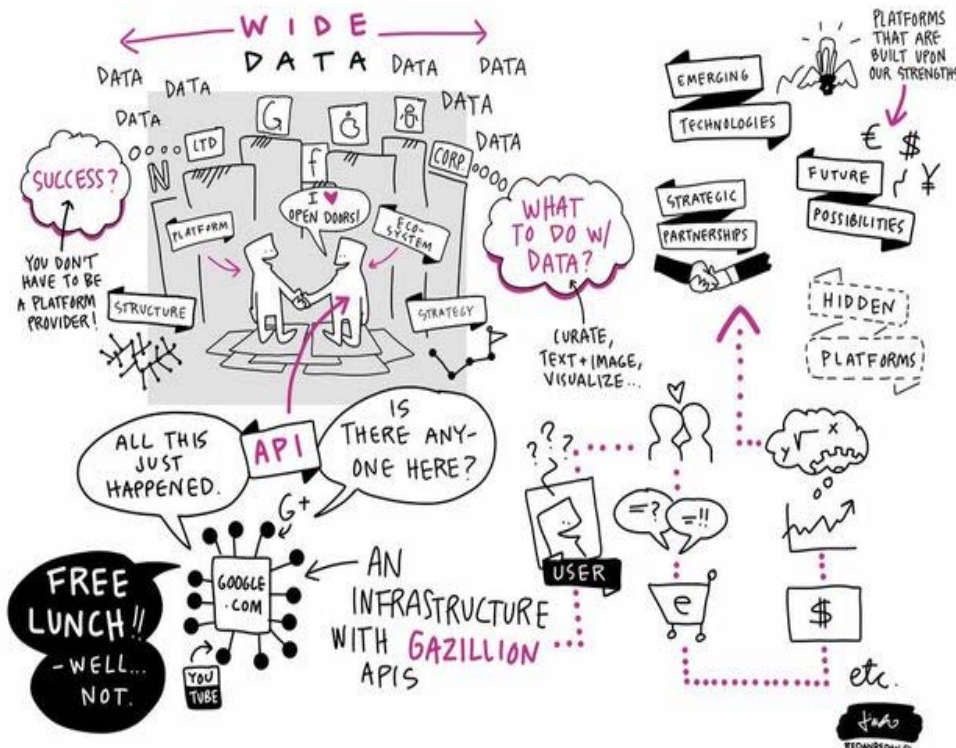 WIDE
DATA
DATA
DATA
DATA
DATA
DATA
DATA
DATA
LTD
G
f
N
CORP.
SUCCESS?
YOU DON'T
HAVE TO BE
A PLATFORM
PROVIDER!
I ♥
OPEN DOORS!
PLATFORM
ECO-
SYSTEM
STRUCTURE
STRATEGY
WHAT
TO DO W/
DATA?
CURATE,
TEXT + IMAGE,
VISUALIZE...
API
ALL THIS
JUST
HAPPENED.
IS
THERE ANY-
ONE HERE?
G+
GOOGLE
.COM
YOU
TUBE
FREE
LUNCH!!
- WELL...
NOT.
AN
INFRASTRUCTURE
WITH GAZILLION
APIS
EMERGING
TECHNOLOGIES
PLATFORMS
THAT ARE
BUILT UPON
OUR STRENGTHS
€ $
¥
FUTURE
POSSIBILITIES
STRATEGIC
PARTNERSHIPS
HIDDEN
PLATFORMS
? ? ?
USER
=?
=!!
e
√ x
y
$
etc.